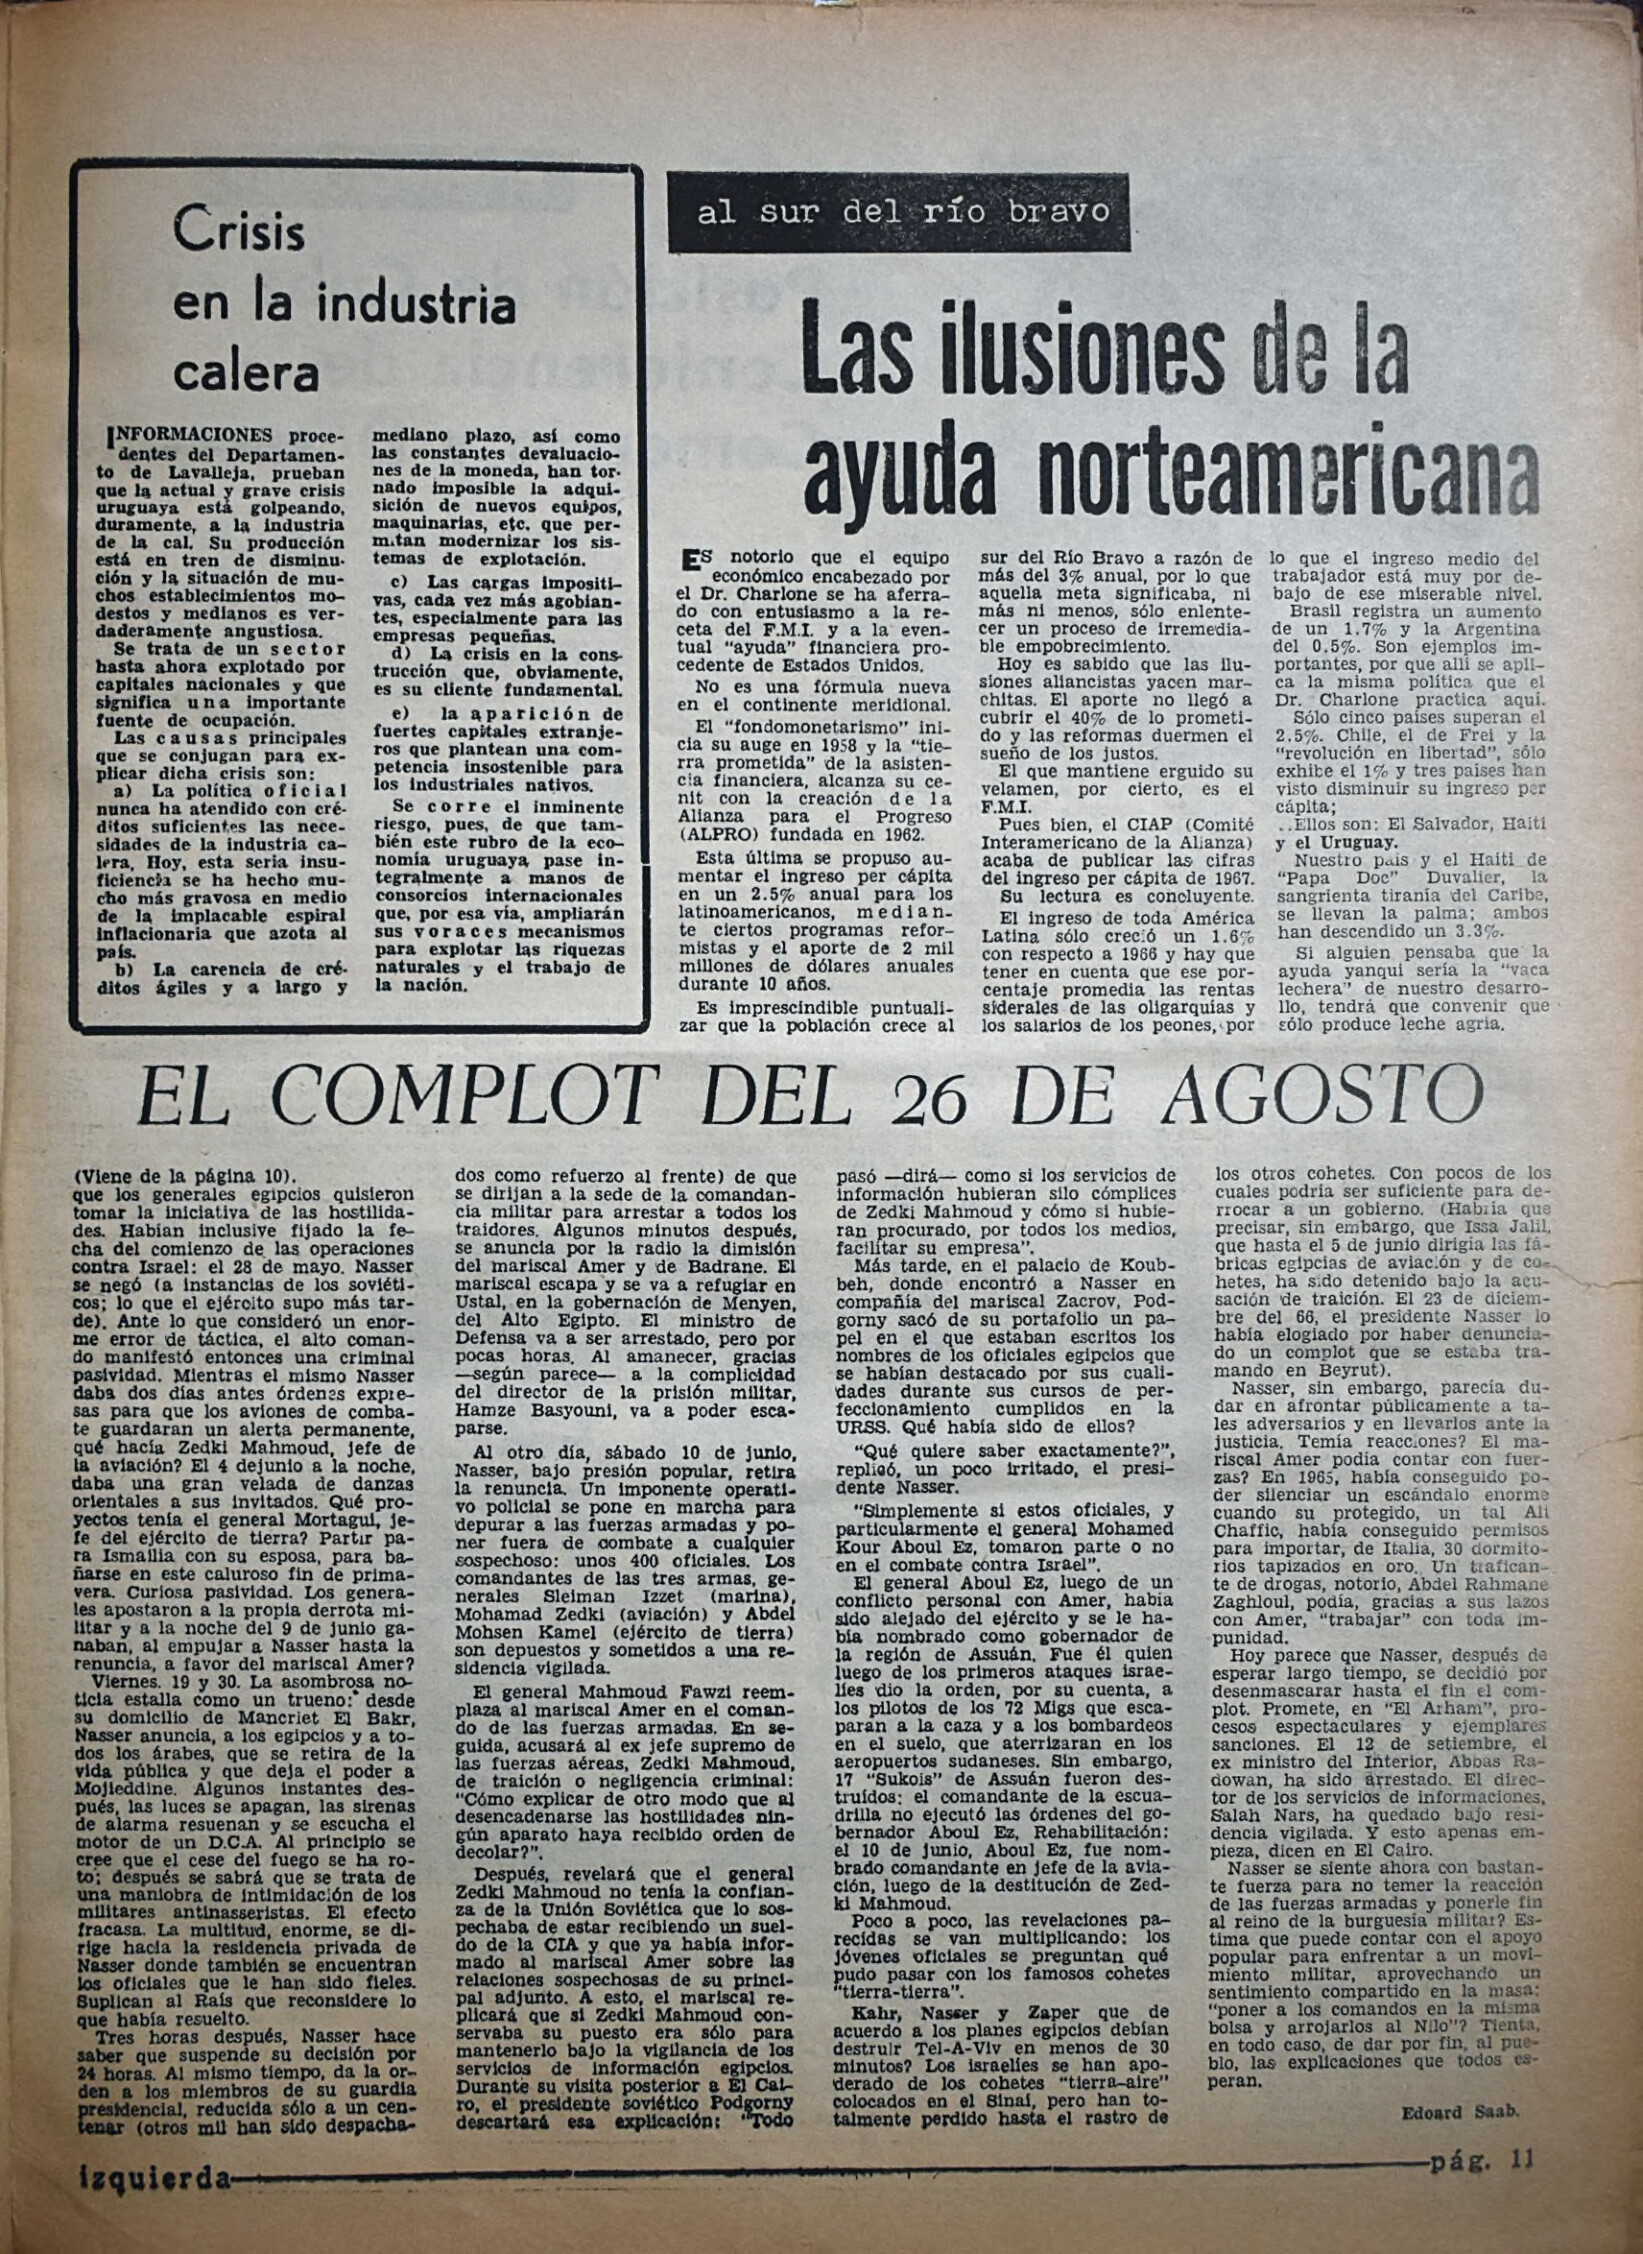 Crisis
en la industria
calera
INFORMACIONES proce-
dentes del Departamen-
to de Lavalleja, prueban
que la actual y grave crisis
uruguaya está golpeando,
duramente, a la industria
de la cal. Su producción
está en tren de disminu-
ción y la situación de mu-
chos establecimientos mo-
destos y medianos es ver-
daderamente angustiosa.
Se trata de un sector
hasta ahora explotado por
capitales nacionales y que
significa una importante
fuente de ocupación.
Las causas principales
que se conjugan para ex-
plicar dicha crisis son:
a) La política oficial
nunca ha atendido con cré-
ditos suficientes las nece-
sidades de la industria ca-
lera. Hoy, esta seria insu-
ficiencia se ha hecho mu-
cho más gravosa en medio
de la implacable espiral
inflacionaria que azota al
país.
b) La carencia de cré-
ditos ágiles y a largo y
mediano plazo, así como
las constantes devaluacio-
nes de la moneda, han tor-
nado imposible la adqui-
sición de nuevos equipos,
maquinarias, etc. que per-
mitan modernizar los sis-
temas de explotación.
c) Las cargas impositi-
vas, cada vez más agobian-
tes, especialmente para las
empresas pequeñas.
d) La crisis en la cons-
trucción que, obviamente,
es su cliente fundamental.
e) la aparición de
fuertes capitales extranje-
ros que plantean una com-
petencia insostenible para
los industriales nativos.
Se corre el inminente
riesgo, pues, de que tam-
bién este rubro de la eco-
nomía uruguaya pase in-
tegralmente a manos de
consorcios internacionales
que, por esa vía, ampliarán
sus voraces mecanismos
para explotar las riquezas
naturales y el trabajo de
la nación.
al sur del río bravo
Las ilusiones de la
ayuda norteamericana
ES notorio que el equipo
económico encabezado por
el Dr. Charlone se ha aferra-
do con entusiasmo a la re-
ceta del F.M.I. y a la even-
tual "ayuda" financiera pro-
cedente de Estados Unidos.
No es una fórmula nueva
en el continente meridional.
El "fondomonetarismo" ini-
cia su auge en 1958 y la "tie-
rra prometida" de la asisten-
cia financiera, alcanza su ce-
nit con la creación de la
Alianza para el Progreso
(ALPRO) fundada en 1962.
Esta última se propuso au-
mentar el ingreso per cápita
en un 2.5% anual para los
latinoamericanos, median-
te ciertos programas refor-
mistas y el aporte de 2 mil
millones de dólares anuales
durante 10 años.
Es imprescindible puntuali-
zar que la población crece al
sur del Río Bravo a razón de
más del 3% anual, por lo que
aquella meta significaba, ni
más ni menos, sólo enlente-
cer un proceso de irremedia-
ble empobrecimiento.
Hoy es sabido que las ilu-
siones aliancistas yacen mar-
chitas. El aporte no llegó a
cubrir el 40% de lo prometi-
do y las reformas duermen el
sueño de los justos.
El que mantiene erguido su
velamen, por cierto, es el
F.M.I.
Pues bien, el CIAP (Comité
Interamericano de la Alianza)
acaba de publicar las cifras
del ingreso per cápita de 1967.
Su lectura es concluyente.
El ingreso de toda América
Latina sólo creció un 1.6%
con respecto a 1966 y hay que
tener en cuenta que ese por-
centaje promedia las rentas
siderales de las oligarquías y
los salarios de los peones, por
lo que el ingreso medio del
trabajador está muy por de-
bajo de ese miserable nivel.
Brasil registra un aumento
de un 1.7% y la Argentina
del 0.5%. Son ejemplos im-
portantes, por que allí se apli-
ca la misma política que el
Dr. Charlone practica aquí.
Sólo cinco países superan el
2.5%. Chile, el de Frei y la
"revolución en libertad", sólo
exhibe el 1% y tres países han
visto disminuir su ingreso per
cápita;
..Ellos son: El Salvador, Haití
y el Uruguay.
Nuestro país y el Haití de
"Papa Doc" Duvalier, la
sangrienta tiranía del Caribe,
se llevan la palma; ambos
han descendido un 3.3%.
Si alguien pensaba que la
ayuda yanqui sería la "vaca
lechera" de nuestro desarro-
llo, tendrá que convenir que
sólo produce leche agria.
EL COMPLOT DEL 26 DE AGOSTO
(Viene de la página 10).
que los generales egipcios quisieron
tomar la iniciativa de las hostilida-
des. Habían inclusive fijado la fe-
cha del comienzo de las operaciones
contra Israel: el 28 de mayo. Nasser
se negó (a instancias de los soviéti-
cos; lo que el ejército supo más tar-
de). Ante lo que consideró un enor-
me error de táctica, el alto coman-
do manifestó entonces una criminal
pasividad. Mientras el mismo Nasser
daba dos días antes órdenes expre-
sas para que los aviones de comba-
te guardaran un alerta permanente,
qué hacía Zedki Mahmoud, jefe de
la aviación? El 4 dejunio a la noche,
daba una gran velada de danzas
orientales a sus invitados. Qué pro-
yectos tenía el general Mortagui, je-
fe del ejército de tierra? Partir pa-
ra Ismailia con su esposa, para ba-
ñarse en este caluroso fin de prima-
vera. Curiosa pasividad. Los genera-
les apostaron a la propia derrota mi-
litar y a la noche del 9 de junio ga-
naban, al empujar a Nasser hasta la
renuncia, a favor del mariscal Amer?
Viernes. 19 y 30. La asombrosa no-
ticia estalla como un trueno: desde
su domicilio de Mancriet El Bakr,
Nasser anuncia, a los egipcios y a to-
dos los árabes, que se retira de la
vida pública y que deja el poder a
Mojieddine. Algunos instantes des-
pués, las luces se apagan, las sirenas
de alarma resuenan y se escucha el
motor de un D.C.A. Al principio se
cree que el cese del fuego se ha ro-
to; después se sabrá que se trata de
una maniobra de intimidación de los
militares antinasseristas. El efecto
fracasa. La multitud, enorme, se di-
rige hacia la residencia privada de
Nasser donde también se encuentran
los oficiales que le han sido fieles.
Suplican al Raís que reconsidere lo
que había resuelto.
Tres horas después, Nasser hace
saber que suspende su decisión por
24 horas. Al mismo tiempo, da la or-
den a los miembros de su guardia
presidencial, reducida sólo a un cen-
tenar (otros mil han sido despacha-
dos como refuerzo al frente) de que
se dirijan a la sede de la comandan-
cia militar para arrestar a todos los
traidores. Algunos minutos después,
se anuncia por la radio la dimisión
del mariscal Amer y de Badrane. El
mariscal escapa y se va a refugiar en
Ustal, en la gobernación de Menyen,
del Alto Egipto. El ministro de
Defensa va a ser arrestado, pero por
pocas horas. Al amanecer, gracias
—según parece— a la complicidad
del director de la prisión militar,
Hamze Basyouni, va a poder esca-
parse.
Al otro día, sábado 10 de junio,
Nasser, bajo presión popular, retira
la renuncia. Un imponente operati-
vo policial se pone en marcha para
depurar a las fuerzas armadas y po-
ner fuera de combate a cualquier
sospechoso: unos 400 oficiales. Los
comandantes de las tres armas, ge-
nerales Sleiman Izzet (marina),
Mohamad Zedki (aviación) y Abdel
Mohsen Kamel (ejército de tierra)
son depuestos y sometidos a una re-
sidencia vigilada.
El general Mahmoud Fawzi reem-
plaza al mariscal Amer en el coman-
do de las fuerzas armadas. En se-
guida, acusará al ex jefe supremo de
las fuerzas aéreas, Zedki Mahmoud,
de traición o negligencia criminal:
"Cómo explicar de otro modo que al
desencadenarse las hostilidades nin-
gún aparato haya recibido orden de
decolar?".
Después, revelará que el general
Zedki Mahmoud no tenía la confian-
za de la Unión Soviética que lo sos-
pechaba de estar recibiendo un suel-
do de la CIA y que ya había infor-
mado al mariscal Amer sobre las
relaciones sospechosas de su princi-
pal adjunto. A esto, el mariscal re-
plicará que si Zedki Mahmoud con-
servaba su puesto era sólo para
mantenerlo bajo la vigilancia de los
servicios de información egipcios.
Durante su visita posterior a El Cai-
ro, el presidente soviético Podgorny
descartará esa explicación: "Todo
pasó —dirá— como si los servicios de
información hubieran silo cómplices
de Zedki Mahmoud y cómo si hubie-
ran procurado, por todos los medios,
facilitar su empresa".
Más tarde, en el palacio de Koub-
beh, donde encontró a Nasser en
compañía del mariscal Zacrov, Pod-
gorny sacó de su portafolio un pa-
pel en el que estaban escritos los
nombres de los oficiales egipcios que
se habían destacado por sus cuali-
dades durante sus cursos de per-
feccionamiento cumplidos en la
URSS. Qué había sido de ellos?
"Qué quiere saber exactamente?",
replicó, un poco irritado, el presi-
dente Nasser.
"Simplemente si estos oficiales, y
particularmente el general Mohamed
Kour Aboul Ez, tomaron parte o no
en el combate contra Israel".
El general Aboul Ez, luego de un
conflicto personal con Amer, había
sido alejado del ejército y se le ha-
bía nombrado como gobernador de
la región de Assuán. Fue él quien
luego de los primeros ataques israe-
líes dio la orden, por su cuenta, a
los pilotos de los 72 Migs que esca-
paran a la caza y a los bombardeos
en el suelo, que aterrizaran en los
aeropuertos sudaneses. Sin embargo,
17 "Sukois" de Assuán fueron des-
truídos: el comandante de la escua-
drilla no ejecutó las órdenes del go-
bernador Aboul Ez, Rehabilitación:
el 10 de junio, Aboul Ez, fue nom-
brado comandante en jefe de la avia-
ción, luego de la destitución de Zed-
ki Mahmoud.
Poco a poco, las revelaciones pa-
recidas se van multiplicando: los
jóvenes oficiales se preguntan qué
pudo pasar con los famosos cohetes
"tierra-tierra".
Kahr, Nasser y Zaper que de
acuerdo a los planes egipcios debían
destruir Tel-A-Viv en menos de 30
minutos? Los israelíes se han apo-
derado de los cohetes "tierra-aire"
colocados en el Sinaí, pero han to-
talmente perdido hasta el rastro de
los otros cohetes. Con pocos de los
cuales podría ser suficiente para de-
rrocar a un gobierno. (Habría que
precisar, sin embargo, que Issa Jalil,
que hasta el 5 de junio dirigía las fá-
bricas egipcias de aviación y de co-
hetes, ha sido detenido bajo la acu-
sación de traición. El 23 de diciem-
bre del 66, el presidente Nasser lo
había elogiado por haber denuncia-
do un complot que se estaba tra-
mando en Beyrut).
Nasser, sin embargo, parecía du-
dar en afrontar públicamente a ta-
les adversarios y en llevarlos ante la
justicia. Temía reacciones? El ma-
riscal Amer podía contar con fuer-
zas? En 1965, había conseguido po-
der silenciar un escándalo enorme
cuando su protegido, un tal Ali
Chaffic, había conseguido permisos
para importar, de Italia, 30 dormito-
rios tapizados en oro. Un trafican-
te de drogas, notorio, Abdel Rahmane
Zaghloul, podía, gracias a sus lazos
con Amer, "trabajar" con toda im-
punidad.
Hoy parece que Nasser, después de
esperar largo tiempo, se decidió por
desenmascarar hasta el fin el com-
plot. Promete, en "El Arham", pro-
cesos espectaculares y ejemplares
sanciones. El 12 de setiembre, el
ex ministro del Interior, Abbas Ra-
dowan, ha sido arrestado. El direc-
tor de los servicios de informaciones,
Salah Nars, ha quedado bajo resi-
dencia vigilada. Y esto apenas em-
pieza, dicen en El Cairo.
Nasser se siente ahora con bastan-
te fuerza para no temer la reacción
de las fuerzas armadas y ponerle fin
al reino de la burguesía militar? Es-
tima que puede contar con el apoyo
popular para enfrentar a un movi-
miento militar, aprovechando un
sentimiento compartido en la masa:
"poner a los comandos en la misma
bolsa y arrojarlos al Nilo"? Tienta,
en todo caso, de dar por fin, al pue-
blo, las explicaciones que todos es-
peran.
Edoard Saab.
izquierda
pág. 11